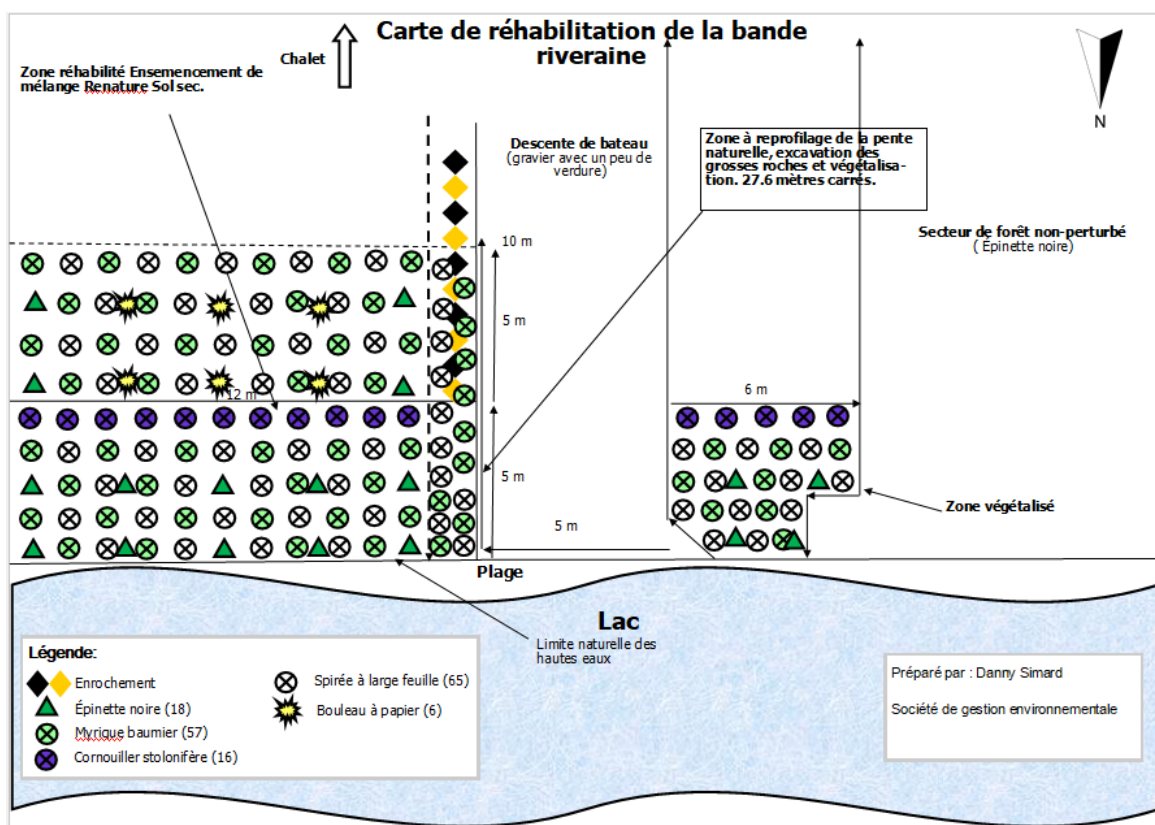 Carte de réhabilitation de la bande
riveraine
Chalet
Zone réhabilité Ensemencement de
mélange Renature Sol sec.
Descente de bateau
(gravier avec un peu de
verdure)
Zone à reprofilage de la pente
naturelle, excavation des
grosses roches et végétalisa-
tion. 27.6 mètres carrés.
N
Secteur de forêt non-perturbé
( Épinette noire)
10 m
5 m
12 m
6 m
5 m
5 m
Zone végétalisé
Plage
Lac
Limite naturelle des
hautes eaux
Légende:
Enrochement
Épinette noire (18)
Myrique baumier (57)
Cornouiller stolonifère (16)
Spirée à large feuille (65)
Bouleau à papier (6)
Préparé par : Danny Simard
Société de gestion environnementale